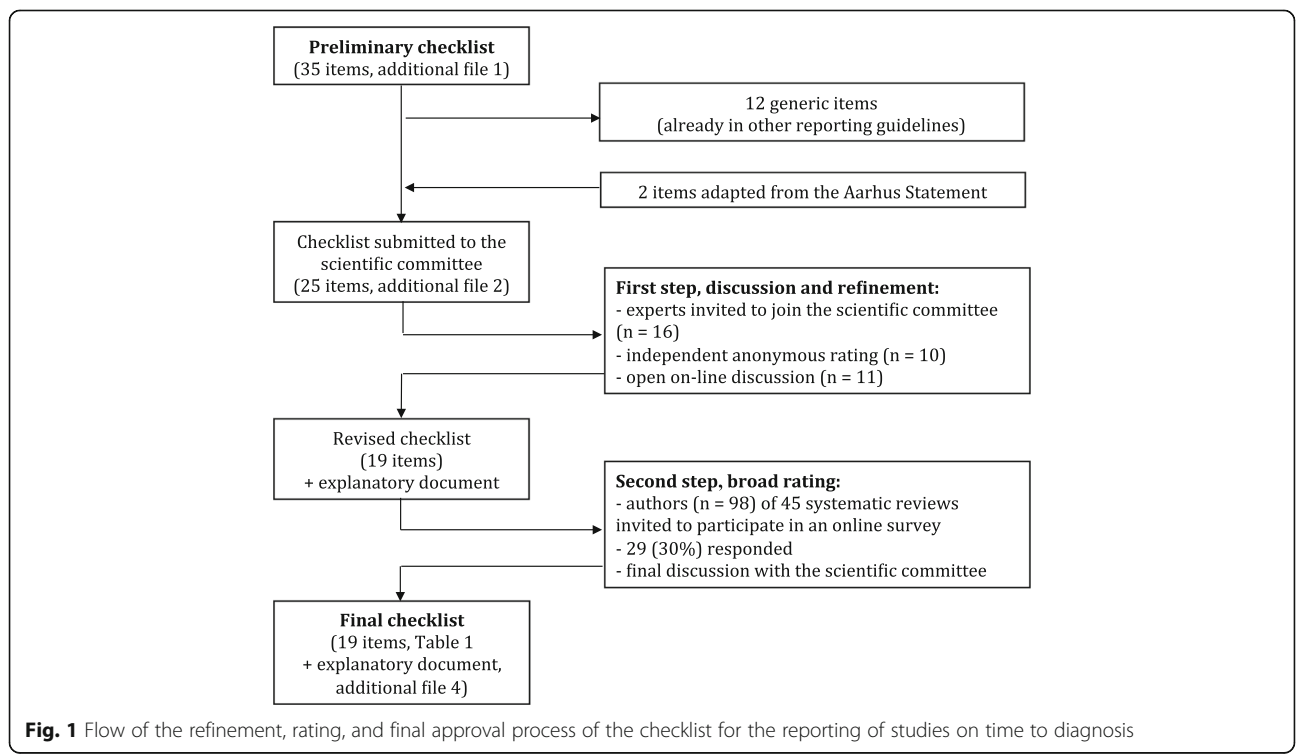 Preliminary checklist
(35 items, additional file 1)
12 generic items
(already in other reporting guidelines)
2 items adapted from the Aarhus Statement
Checklist submitted to the
scientific committee
(25 items, additional file 2)
First step, discussion and refinement:
- experts invited to join the scientific committee
(n = 16)
- independent anonymous rating (n = 10)
- open on-line discussion (n = 11)
Revised checklist
(19 items)
+ explanatory document
Second step, broad rating:
- authors (n = 98) of 45 systematic reviews
invited to participate in an online survey
- 29 (30%) responded
- final discussion with the scientific committee
Final checklist
(19 items, Table 1
+ explanatory document,
additional file 4)
Fig. 1 Flow of the refinement, rating, and final approval process of the checklist for the reporting of studies on time to diagnosis